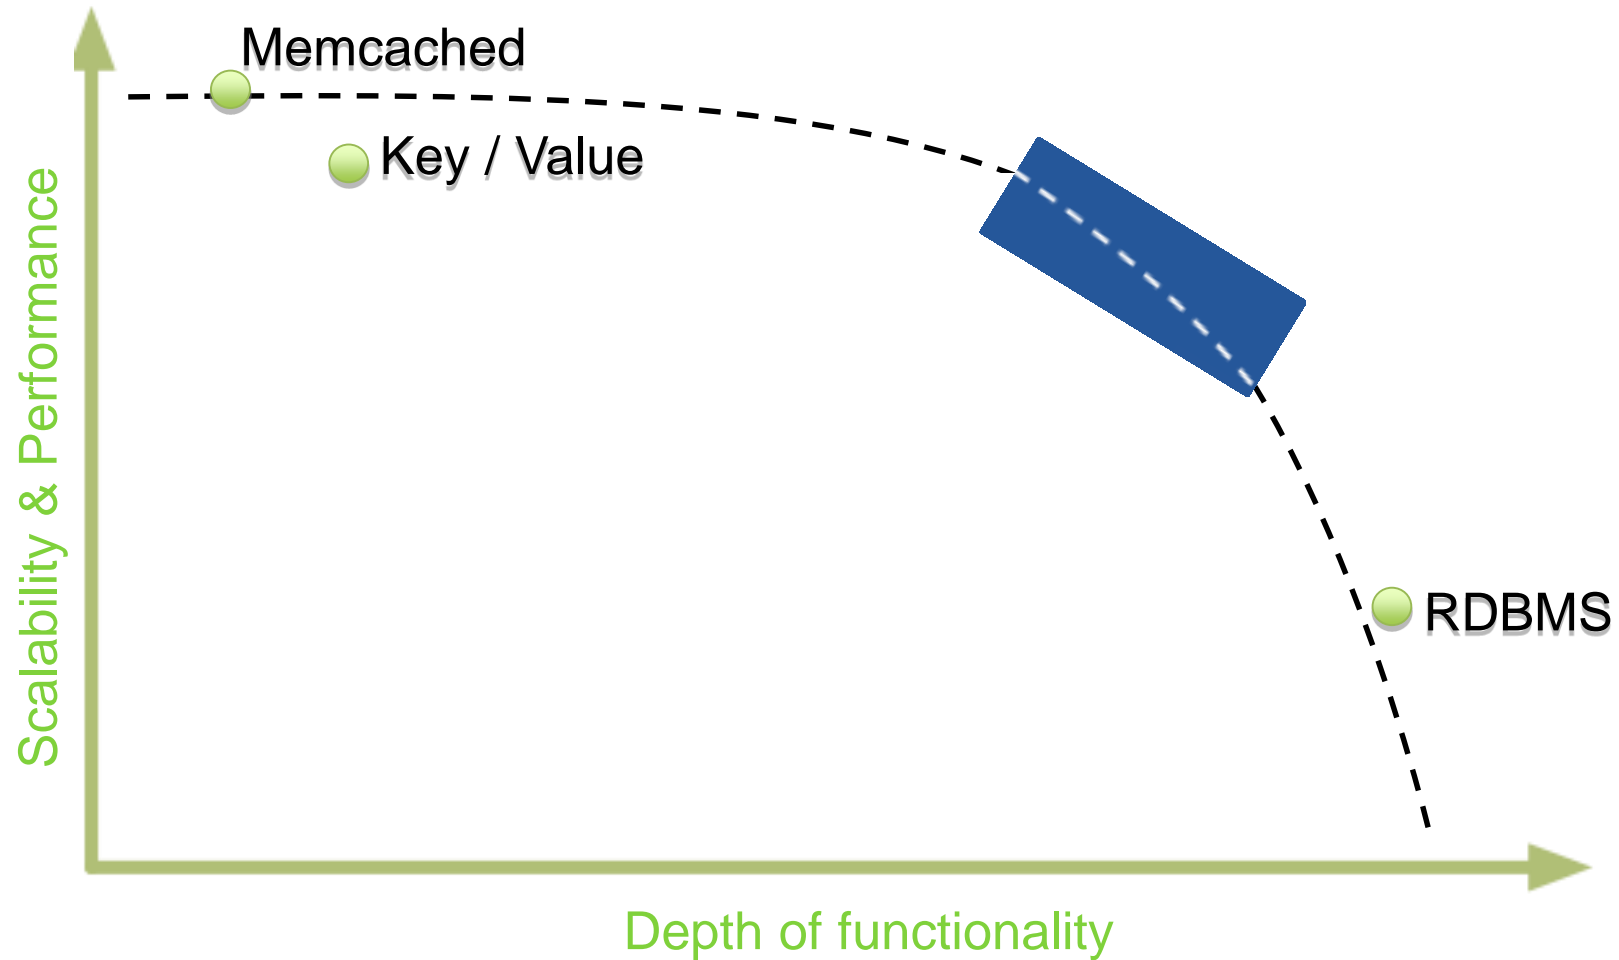 Memcached
Key / Value
Scalability & Performance
RDBMS
Depth of functionality